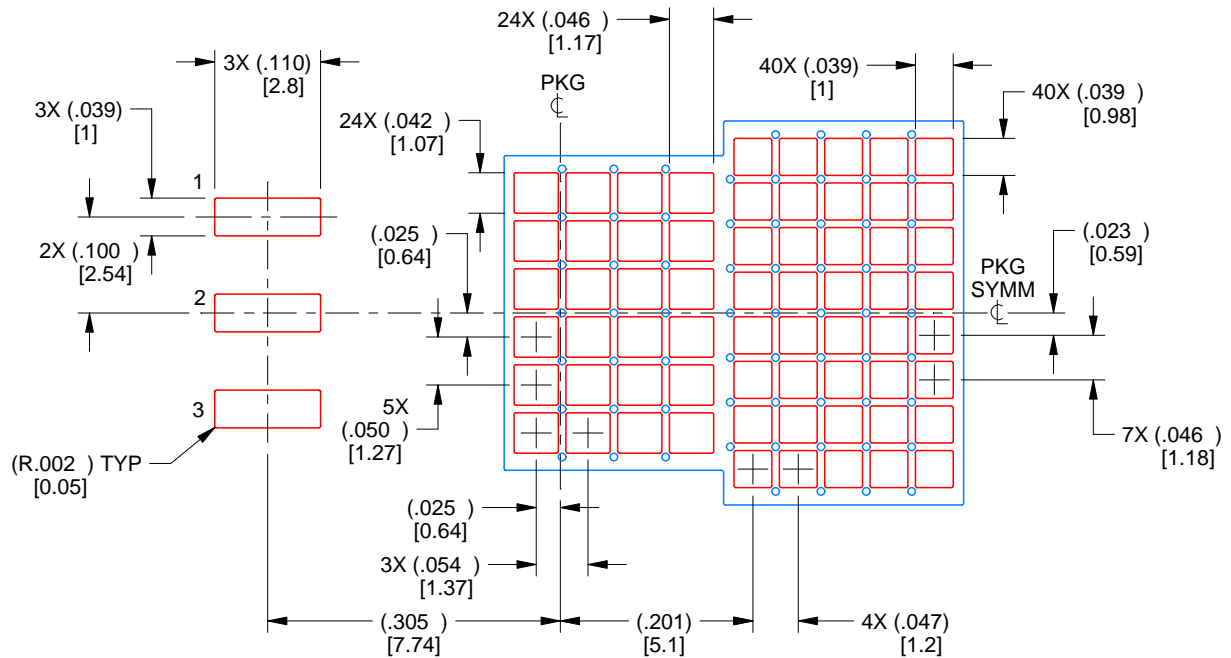 24X (.046 )
[1.17]
3X (.110)
[2.8]
PKG
40X (.039)
[1]
40X (.039 )
[0.98]
3X (.039)
[1]
24X (.042 )
[1.07]
1
2X (.100 )
[2.54]
(.025 )
[0.64]
(.023 )
[0.59]
PKG
SYMM
2
5X
(.050 )
[1.27]
3
7X (.046 )
[1.18]
(R.002 ) TYP
[0.05]
(.025 )
[0.64]
3X (.054 )
[1.37]
(.305 )
[7.74]
(.201)
[5.1]
4X (.047)
[1.2]